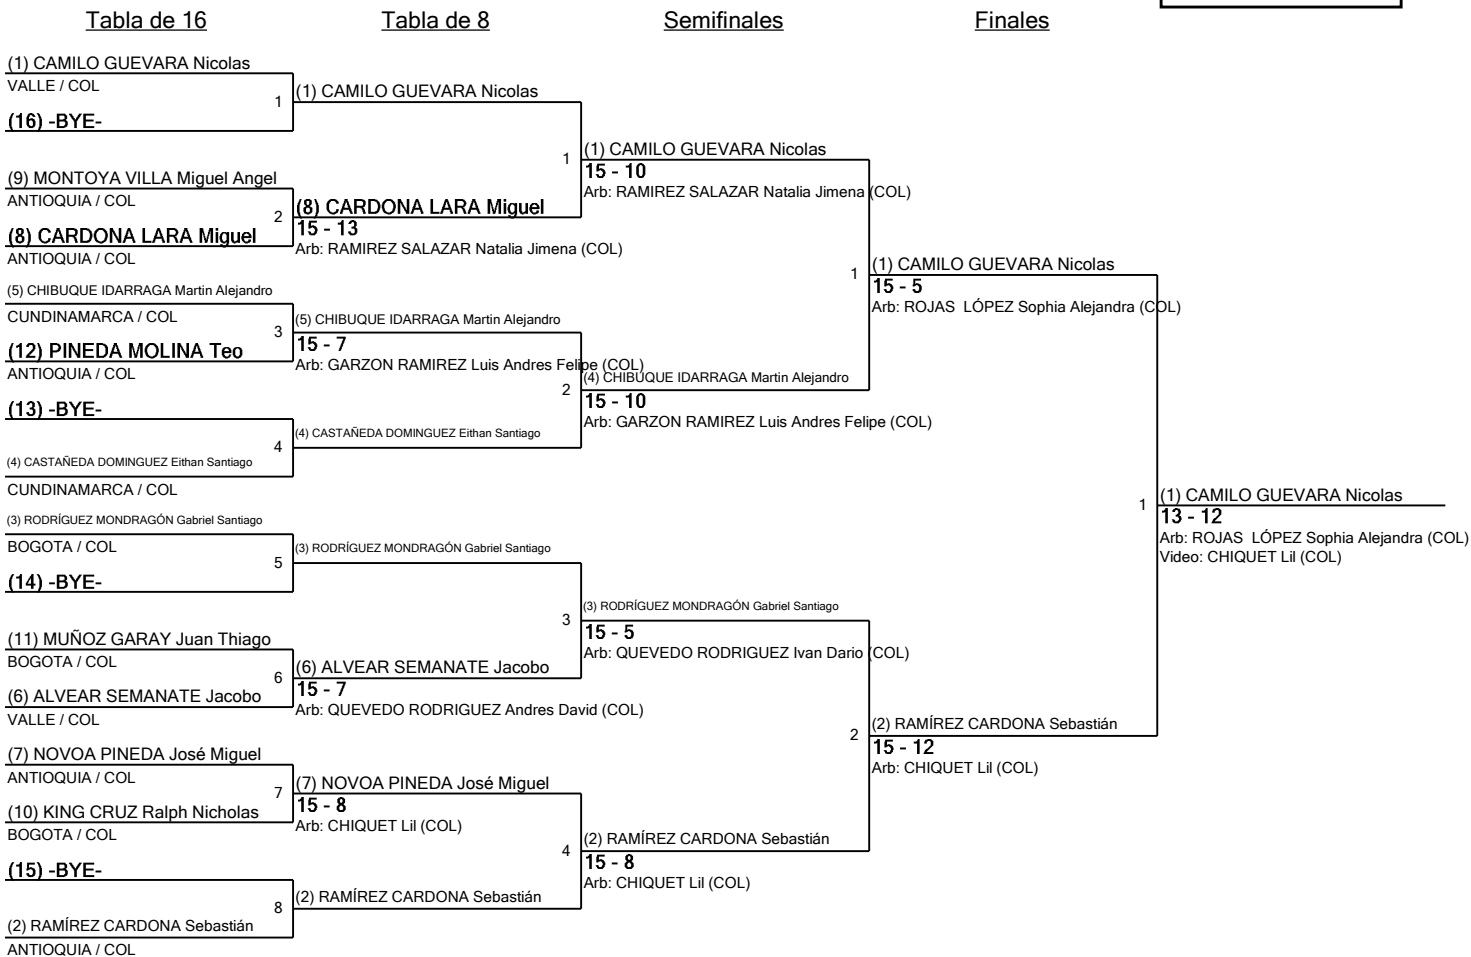 Tabla de 16
Tabla de 8
Semifinales
Finales
(1) CAMILO GUEVARA Nicolas
VALLE / COL
1
(16) -BYE-
(9) MONTOYA VILLA Miguel Angel
ANTIOQUIA / COL
2
(8) CARDONA LARA Miguel
ANTIOQUIA / COL
(5) CHIBUQUE IDARRAGA Martin Alejandro
CUNDINAMARCA / COL
3
(12) PINEDA MOLINA Teo
ANTIOQUIA / COL
(13) -BYE-
4
(4) CASTAÑEDA DOMINGUEZ Eithan Santiago
CUNDINAMARCA / COL
(3) RODRÍGUEZ MONDRAGÓN Gabriel Santiago
BOGOTA / COL
5
(14) -BYE-
(11) MUÑOZ GARAY Juan Thiago
BOGOTA / COL
6
(6) ALVEAR SEMANATE Jacobo
VALLE / COL
(7) NOVOA PINEDA José Miguel
ANTIOQUIA / COL
7
(10) KING CRUZ Ralph Nicholas
BOGOTA / COL
(15) -BYE-
8
(2) RAMÍREZ CARDONA Sebastián
ANTIOQUIA / COL
(1) CAMILO GUEVARA Nicolas
1
(8) CARDONA LARA Miguel
15 - 13
Arb: RAMIREZ SALAZAR Natalia Jimena (COL)
(5) CHIBUQUE IDARRAGA Martin Alejandro
15 - 7
Arb: GARZON RAMIREZ Luis Andres Felipe (COL)
2
(4) CASTAÑEDA DOMINGUEZ Eithan Santiago
(3) RODRÍGUEZ MONDRAGÓN Gabriel Santiago
3
(6) ALVEAR SEMANATE Jacobo
15 - 7
Arb: QUEVEDO RODRIGUEZ Andres David (COL)
(7) NOVOA PINEDA José Miguel
15 - 8
Arb: CHIQUET Lil (COL)
4
(2) RAMÍREZ CARDONA Sebastián
(1) CAMILO GUEVARA Nicolas
15 - 10
Arb: RAMIREZ SALAZAR Natalia Jimena (COL)
1
(4) CHIBUQUE IDARRAGA Martin Alejandro
15 - 10
Arb: GARZON RAMIREZ Luis Andres Felipe (COL)
(3) RODRÍGUEZ MONDRAGÓN Gabriel Santiago
15 - 5
Arb: QUEVEDO RODRIGUEZ Ivan Dario (COL)
2
(2) RAMÍREZ CARDONA Sebastián
15 - 8
Arb: CHIQUET Lil (COL)
(1) CAMILO GUEVARA Nicolas
15 - 5
Arb: ROJAS  LÓPEZ Sophia Alejandra (COL)
1
(2) RAMÍREZ CARDONA Sebastián
15 - 12
Arb: CHIQUET Lil (COL)
(1) CAMILO GUEVARA Nicolas
13 - 12
Arb: ROJAS  LÓPEZ Sophia Alejandra (COL)
Video: CHIQUET Lil (COL)